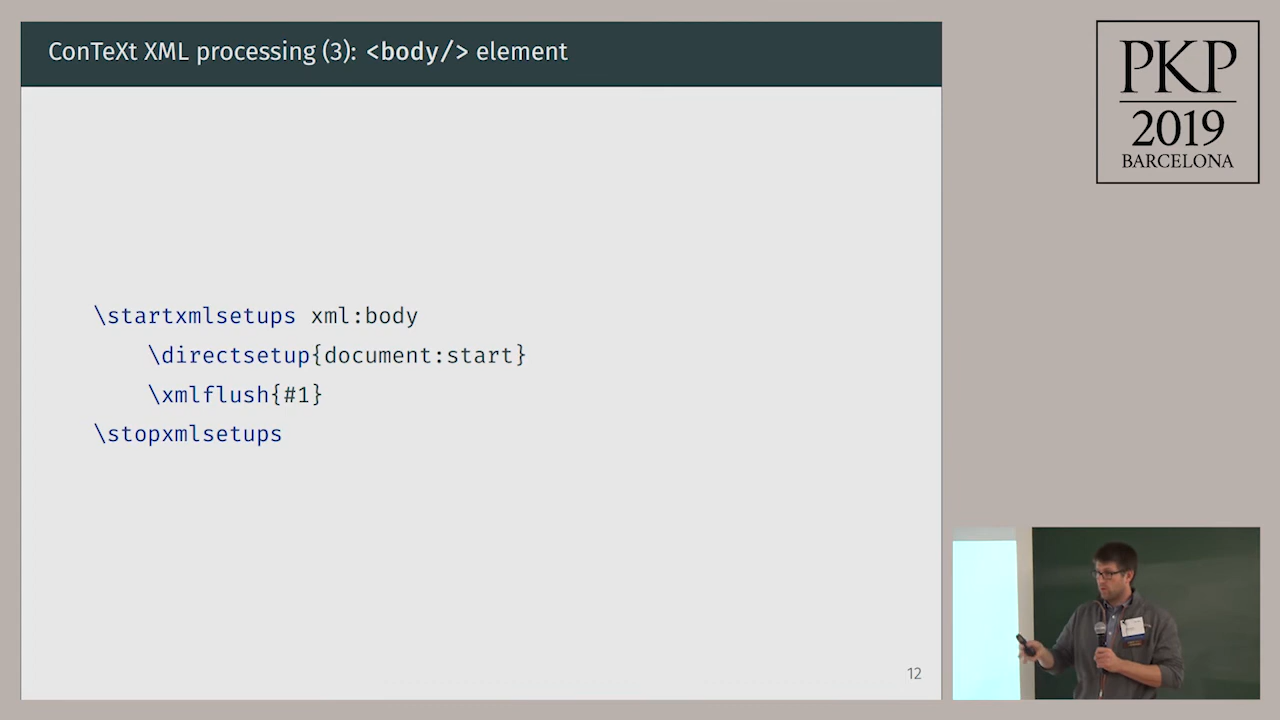 ConTeXt XML processing (3): <body/> element
\startxmlsetups xml:body
\directsetup{document:start}
\xmlflush{#1}
\stopxmlsetups
12
PKP
2019
BARCELONA